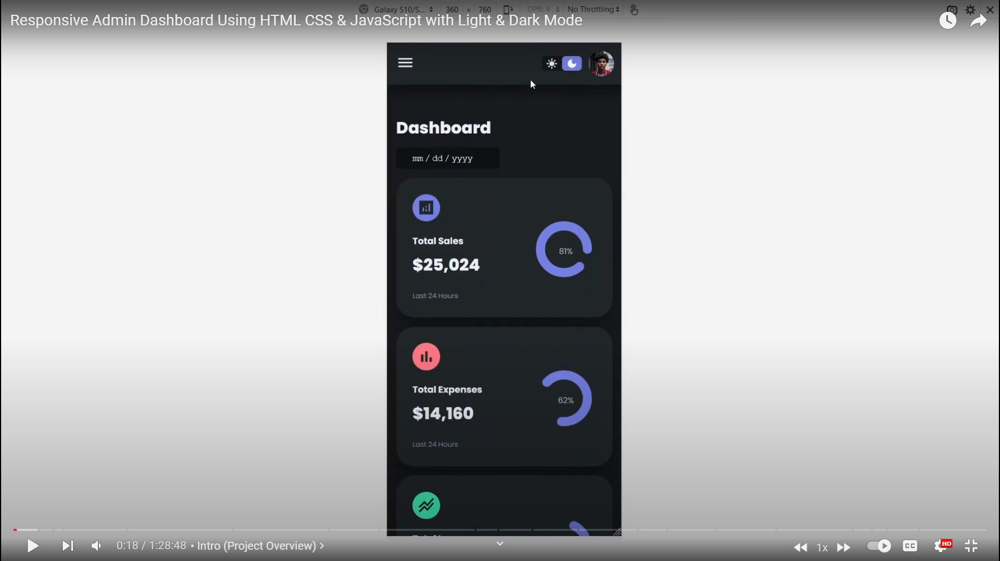 Galaxy S10/S... 360 × 760 DPR: 4 No Throttling
Responsive Admin Dashboard Using HTML CSS & JavaScript with Light & Dark Mode
Dashboard
mm / dd / yyyy
Total Sales
$25,024
81%
Last 24 Hours
Total Expenses
$14,160
62%
Last 24 Hours
0:18 / 1:28:48 • Intro (Project Overview)
1x
CC
HD